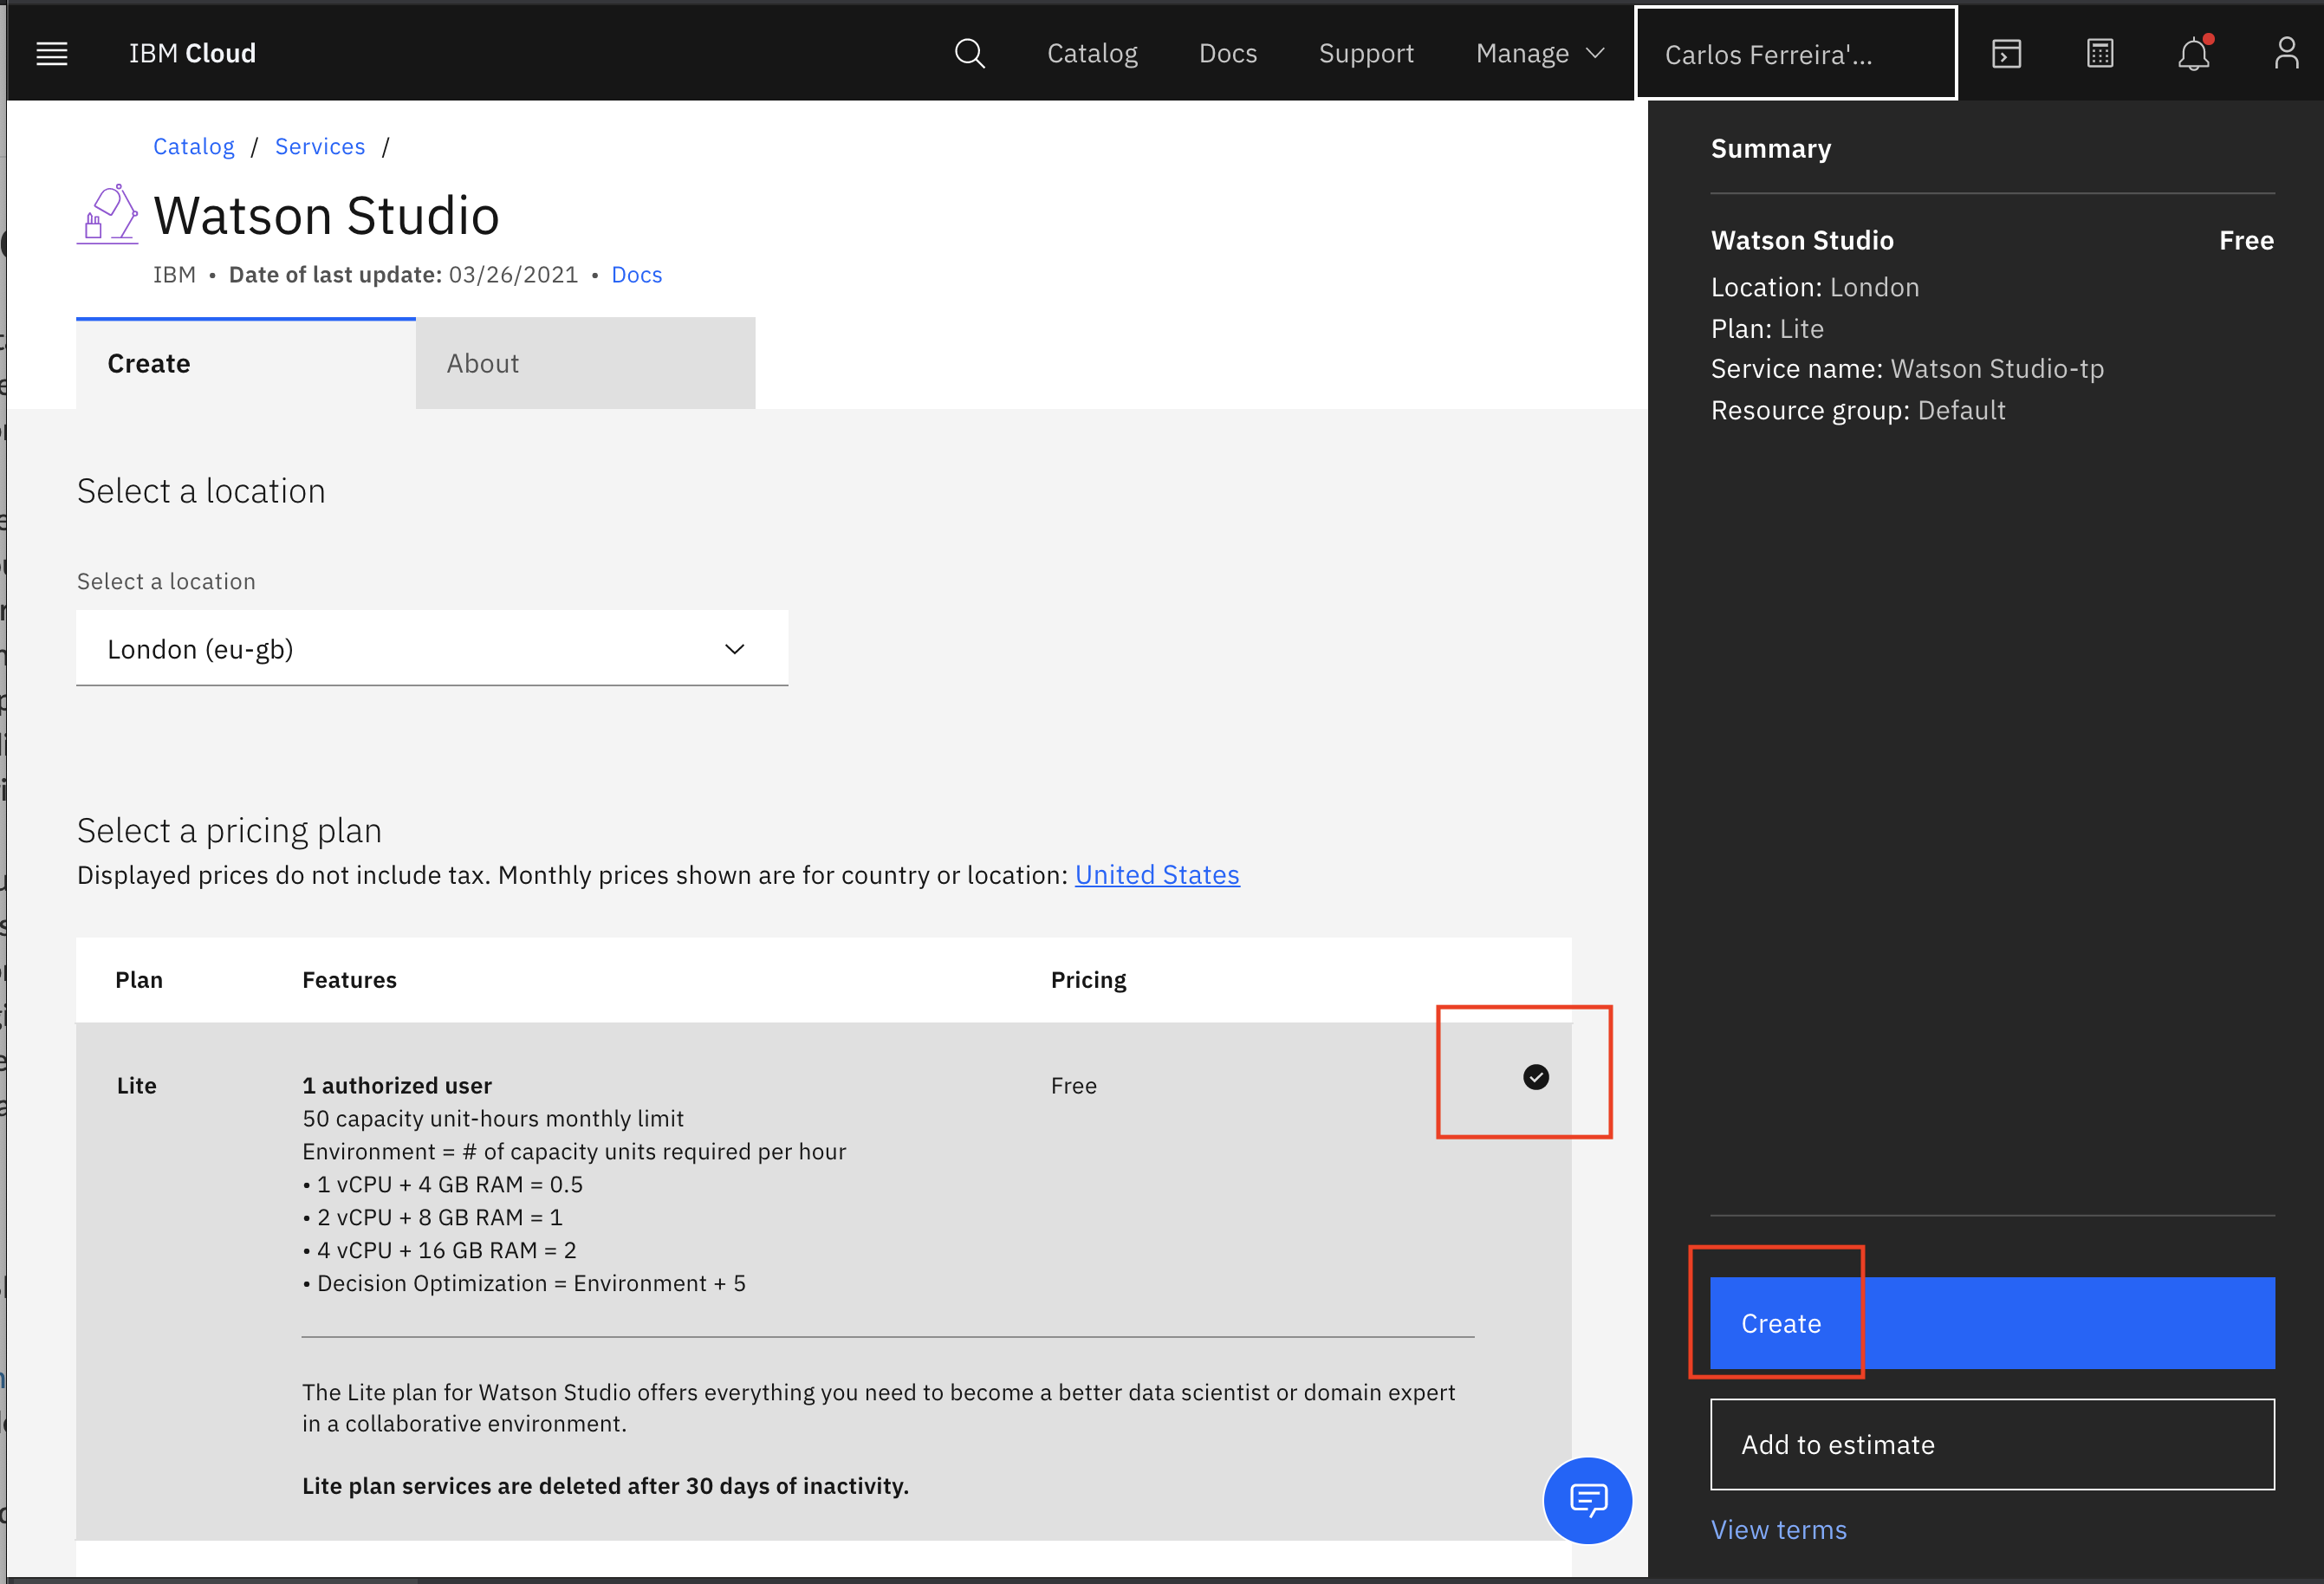 IBM Cloud
Catalog
Docs
Support
Manage
Carlos Ferreira'...
Catalog / Services /
Watson Studio
IBM • Date of last update: 03/26/2021 • Docs
Create
About
Select a location
Select a location
London (eu-gb)
Select a pricing plan
Displayed prices do not include tax. Monthly prices shown are for country or location: United States
Plan Features Pricing
Lite
1 authorized user
Free
50 capacity unit-hours monthly limit
Environment = # of capacity units required per hour
• 1 vCPU + 4 GB RAM = 0.5
• 2 vCPU + 8 GB RAM = 1
• 4 vCPU + 16 GB RAM = 2
• Decision Optimization = Environment + 5
The Lite plan for Watson Studio offers everything you need to become a better data scientist or domain expert
in a collaborative environment.
Lite plan services are deleted after 30 days of inactivity.
Summary
Watson Studio Free
Location: London
Plan: Lite
Service name: Watson Studio-tp
Resource group: Default
Create
Add to estimate
View terms